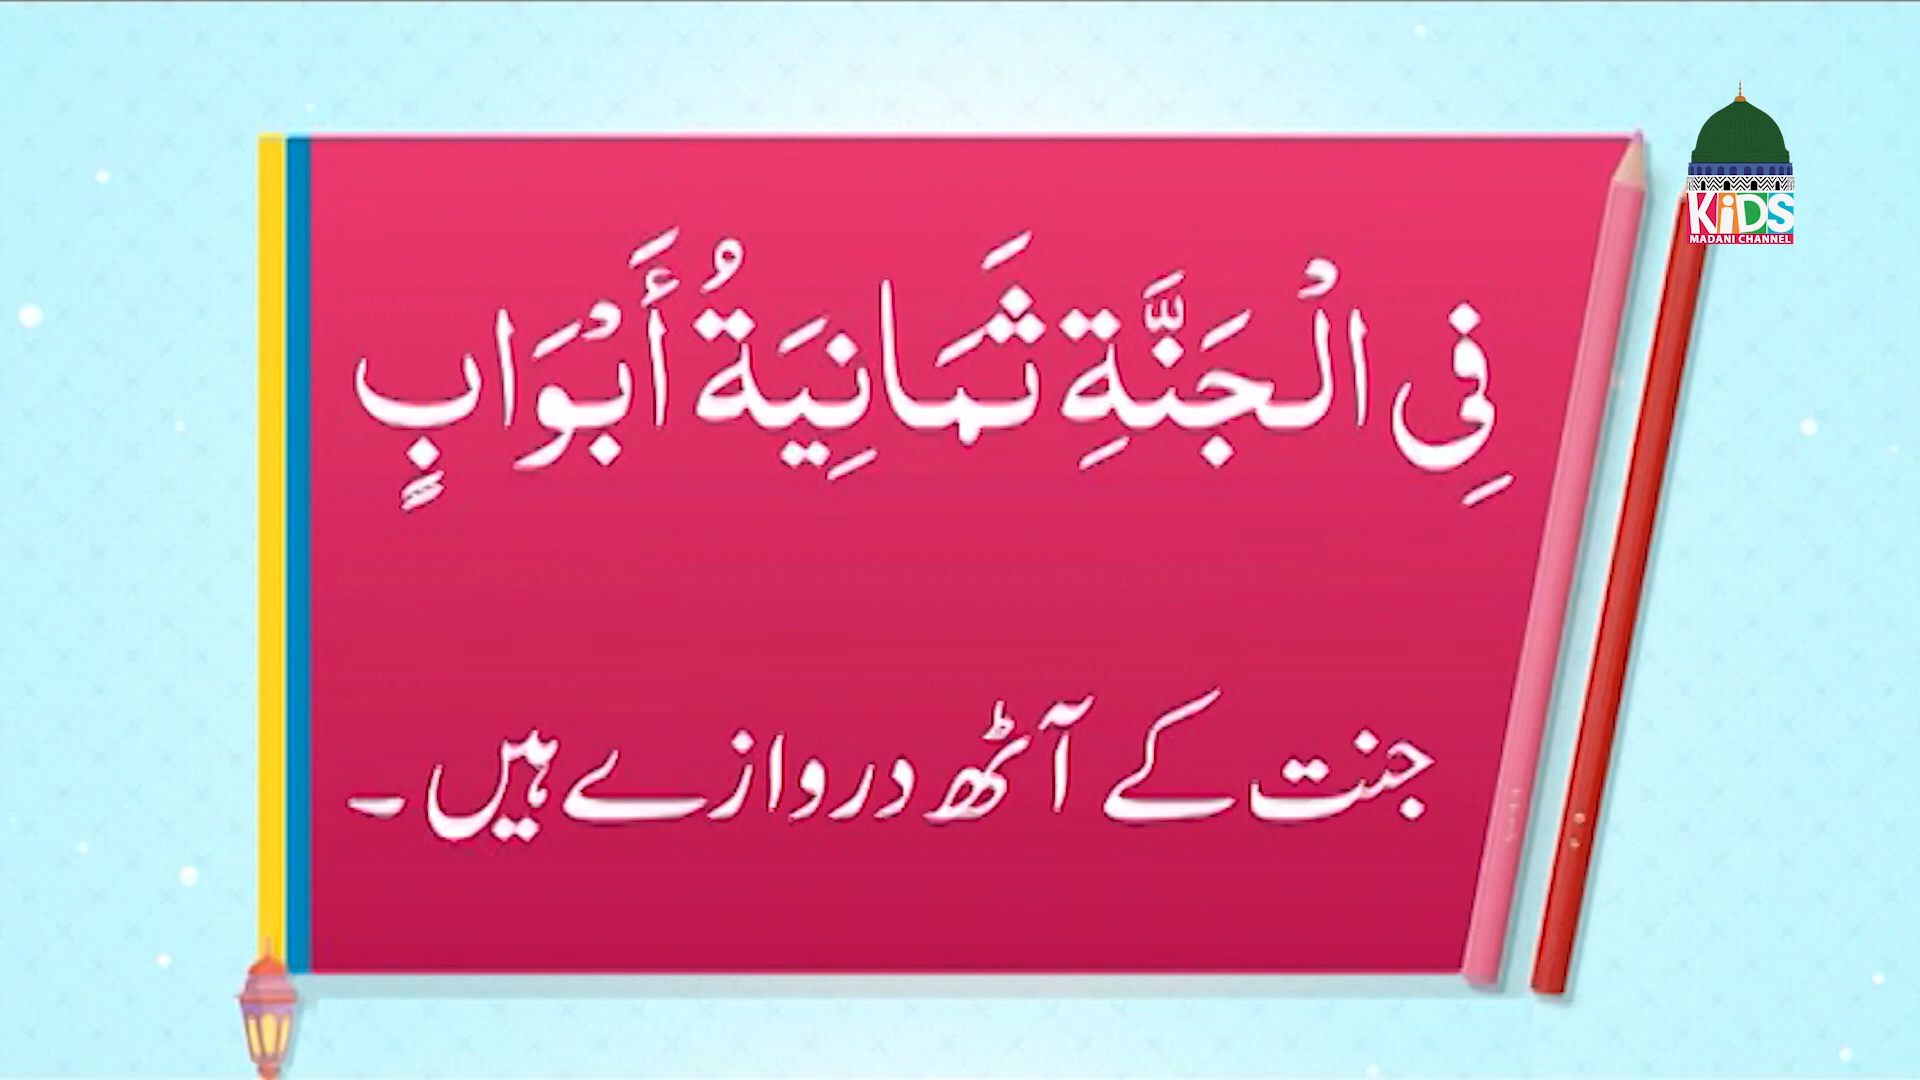 KiDS
MADANI CHANNEL
فِی الْجَنَّةِ ثَمَانِيَةُ أَبْوَابٍ
جنت کے آٹھ دروازے ہیں۔